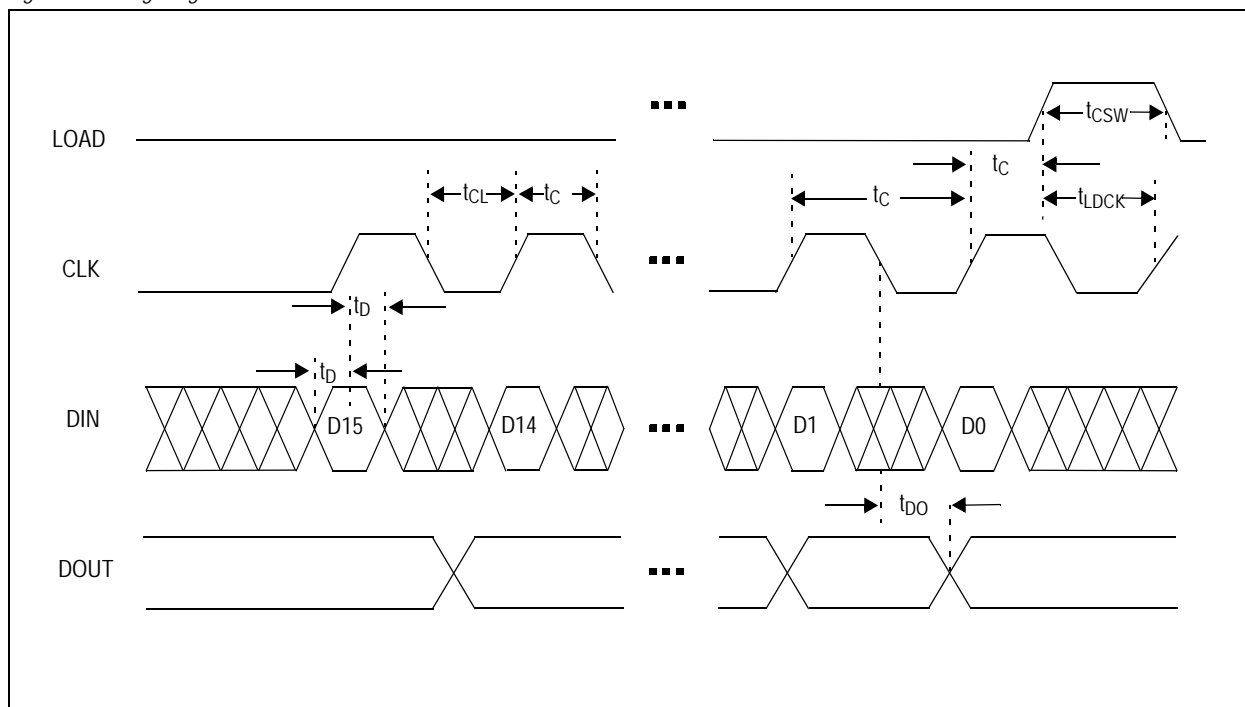 LOAD
tCSW
tC
tCL
tC
tC
tLDCK
CLK
tD
tD
DIN
D15
D14
D1
D0
tDO
DOUT